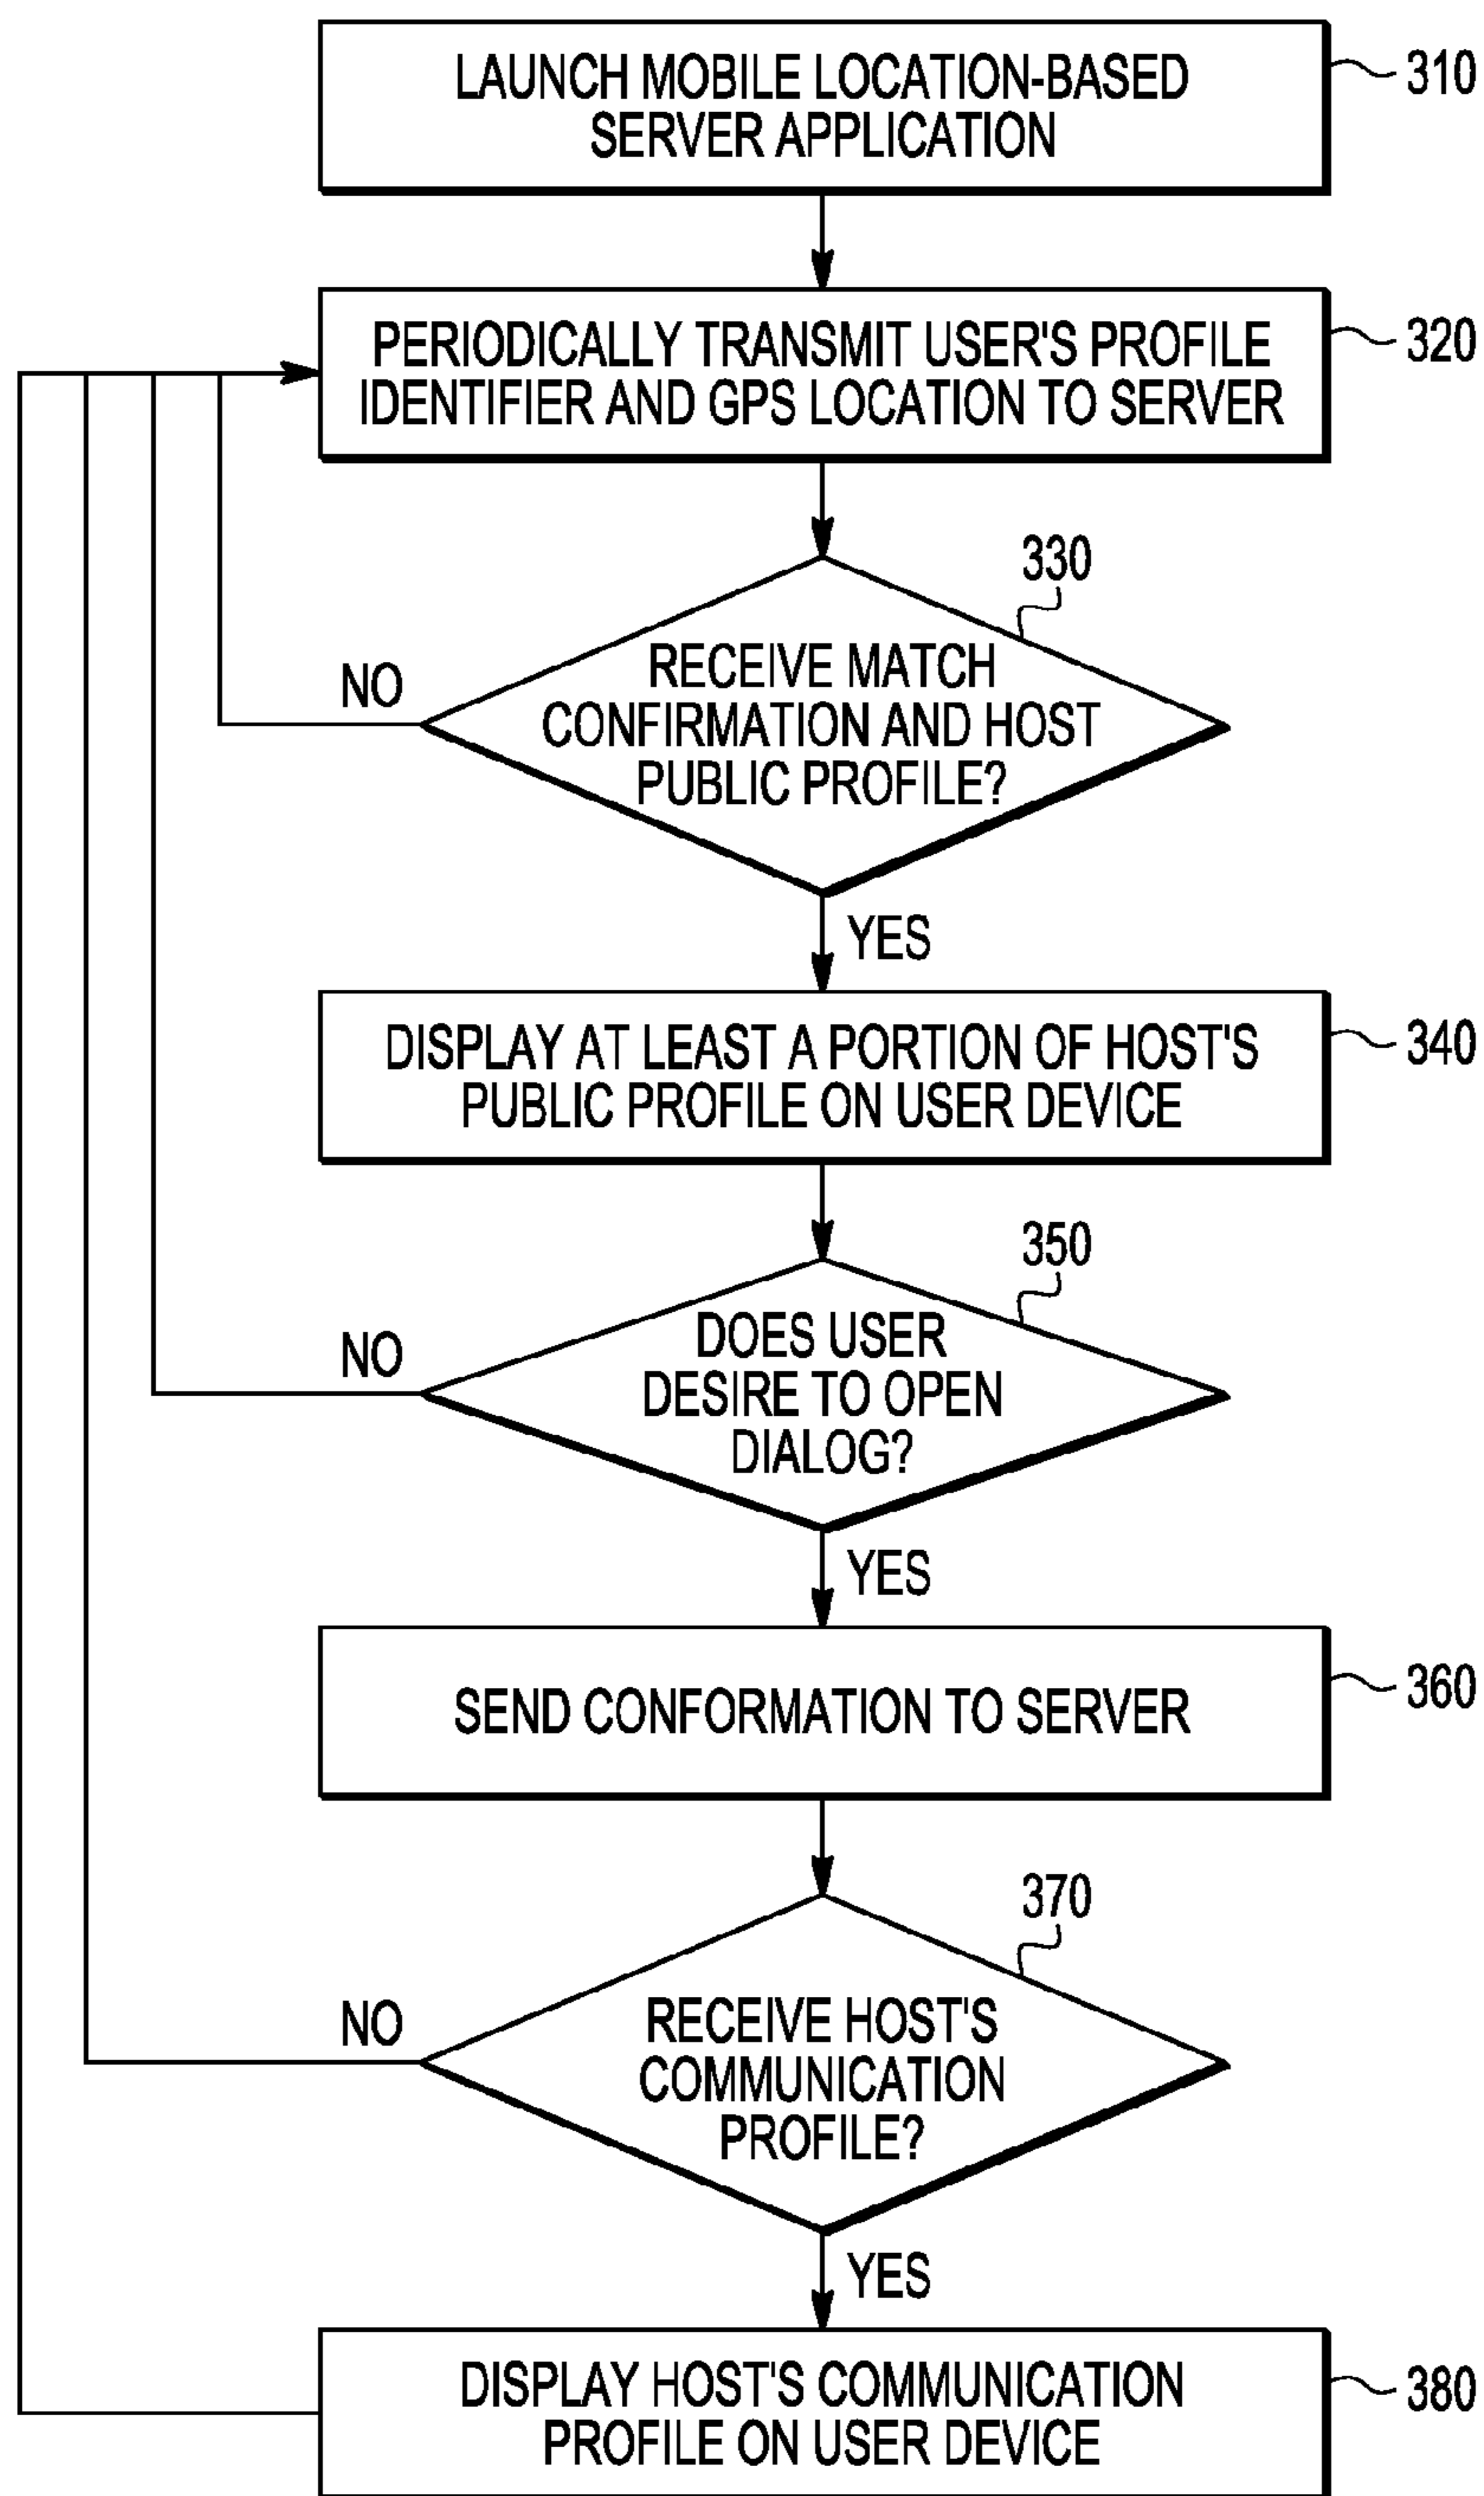 LAUNCH MOBILE LOCATION-BASED
SERVER APPLICATION
310
PERIODICALLY TRANSMIT USER'S PROFILE
IDENTIFIER AND GPS LOCATION TO SERVER
320
330
RECEIVE MATCH
CONFIRMATION AND HOST
PUBLIC PROFILE?
NO
YES
DISPLAY AT LEAST A PORTION OF HOST'S
PUBLIC PROFILE ON USER DEVICE
340
350
DOES USER
DESIRE TO OPEN
DIALOG?
NO
YES
SEND CONFORMATION TO SERVER
360
370
RECEIVE HOST'S
COMMUNICATION
PROFILE?
NO
YES
DISPLAY HOST'S COMMUNICATION
PROFILE ON USER DEVICE
380